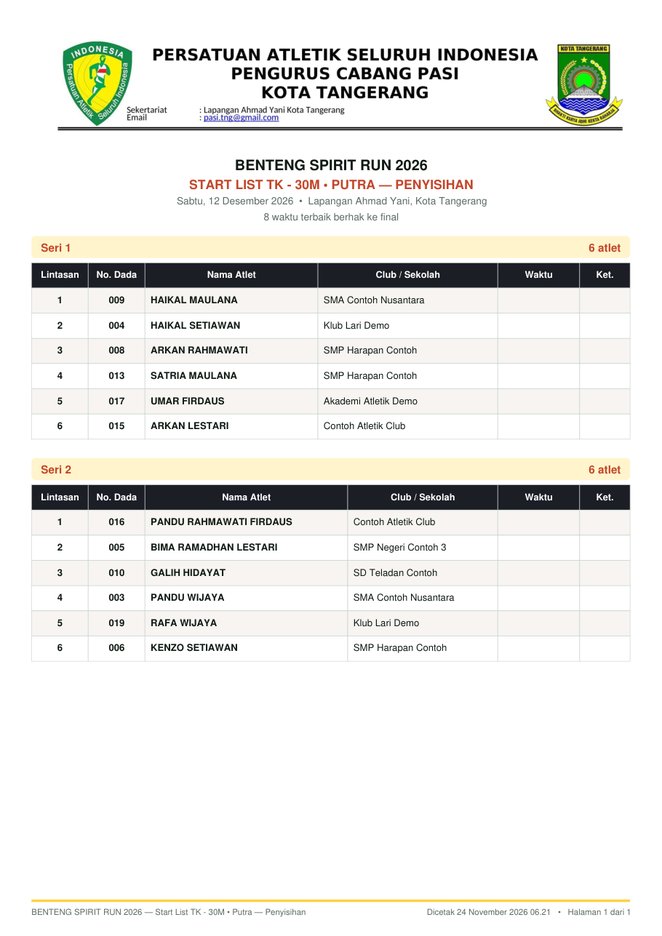 INDONESIA
Persatuan Atletik Seluruh Indonesia
PERSATUAN ATLETIK SELURUH INDONESIA
PENGURUS CABANG PASI
KOTA TANGERANG
Sekertariat : Lapangan Ahmad Yani Kota Tangerang
Email : pasi.tng@gmail.com
KOTA TANGERANG
BENTENG SPIRIT RUN 2026
START LIST TK - 30M • PUTRA — PENYISIHAN
Sabtu, 12 Desember 2026 • Lapangan Ahmad Yani, Kota Tangerang
8 waktu terbaik berhak ke final
Seri 1 6 atlet
Lintasan No. Dada Nama Atlet Club / Sekolah Waktu Ket.
1 009 HAIKAL MAULANA SMA Contoh Nusantara
2 004 HAIKAL SETIAWAN Klub Lari Demo
3 008 ARKAN RAHMAWATI SMP Harapan Contoh
4 013 SATRIA MAULANA SMP Harapan Contoh
5 017 UMAR FIRDAUS Akademi Atletik Demo
6 015 ARKAN LESTARI Contoh Atletik Club
Seri 2 6 atlet
Lintasan No. Dada Nama Atlet Club / Sekolah Waktu Ket.
1 016 PANDU RAHMAWATI FIRDAUS Contoh Atletik Club
2 005 BIMA RAMADHAN LESTARI SMP Negeri Contoh 3
3 010 GALIH HIDAYAT SD Teladan Contoh
4 003 PANDU WIJAYA SMA Contoh Nusantara
5 019 RAFA WIJAYA Klub Lari Demo
6 006 KENZO SETIAWAN SMP Harapan Contoh
BENTENG SPIRIT RUN 2026 — Start List TK - 30M • Putra — Penyisihan Dicetak 24 November 2026 06.21 • Halaman 1 dari 1